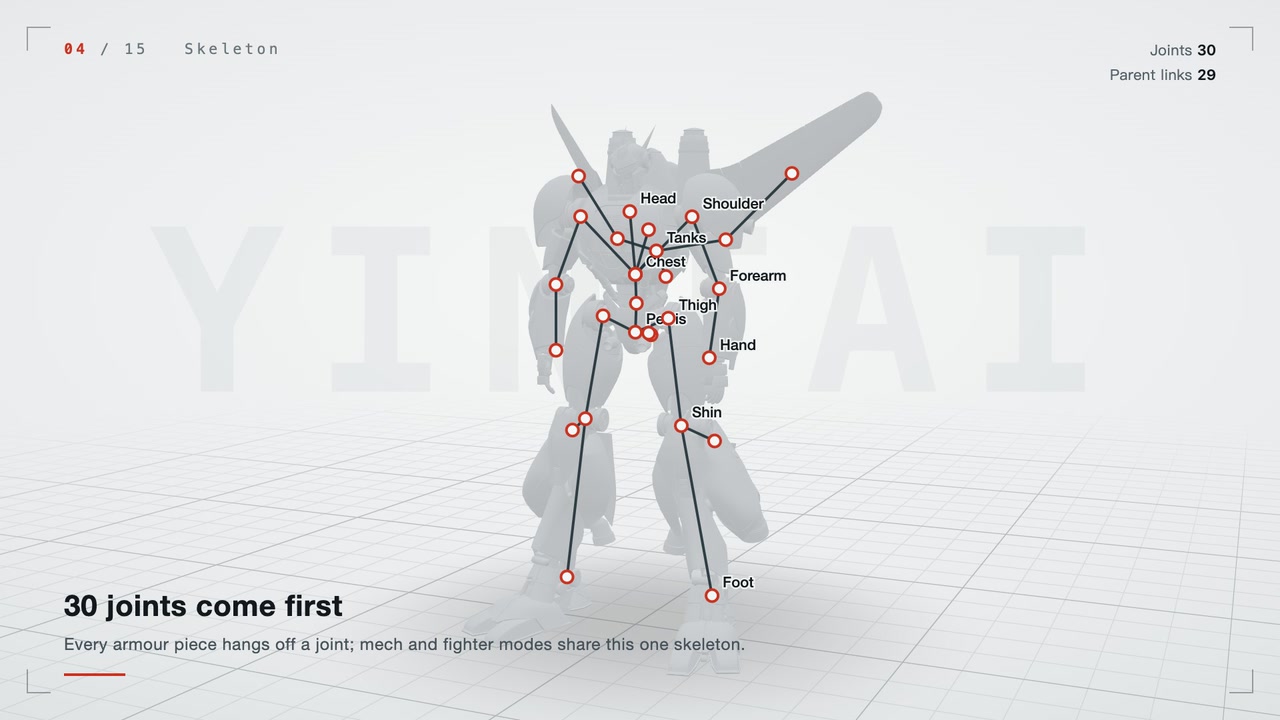 04 / 15 Skeleton
Joints 30
Parent links 29
Head
Shoulder
Tanks
Chest
Forearm
Thigh
Pelvis
Hand
Shin
Foot
30 joints come first
Every armour piece hangs off a joint; mech and fighter modes share this one skeleton.